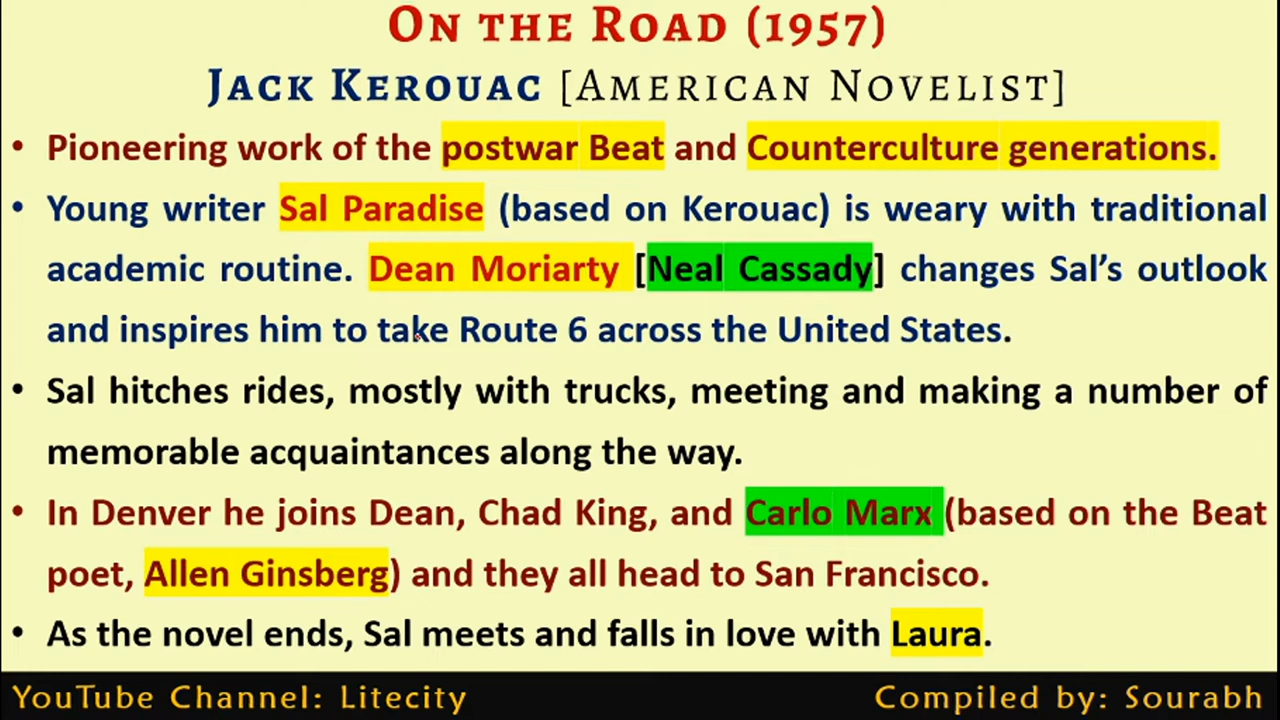 On the Road (1957)
Jack Kerouac [American Novelist]
• Pioneering work of the postwar Beat and Counterculture generations.
• Young writer Sal Paradise (based on Kerouac) is weary with traditional
academic routine. Dean Moriarty [Neal Cassady] changes Sal’s outlook
and inspires him to take Route 6 across the United States.
• Sal hitches rides, mostly with trucks, meeting and making a number of
memorable acquaintances along the way.
• In Denver he joins Dean, Chad King, and Carlo Marx (based on the Beat
poet, Allen Ginsberg) and they all head to San Francisco.
• As the novel ends, Sal meets and falls in love with Laura.
YouTube Channel: Litecity Compiled by: Sourabh